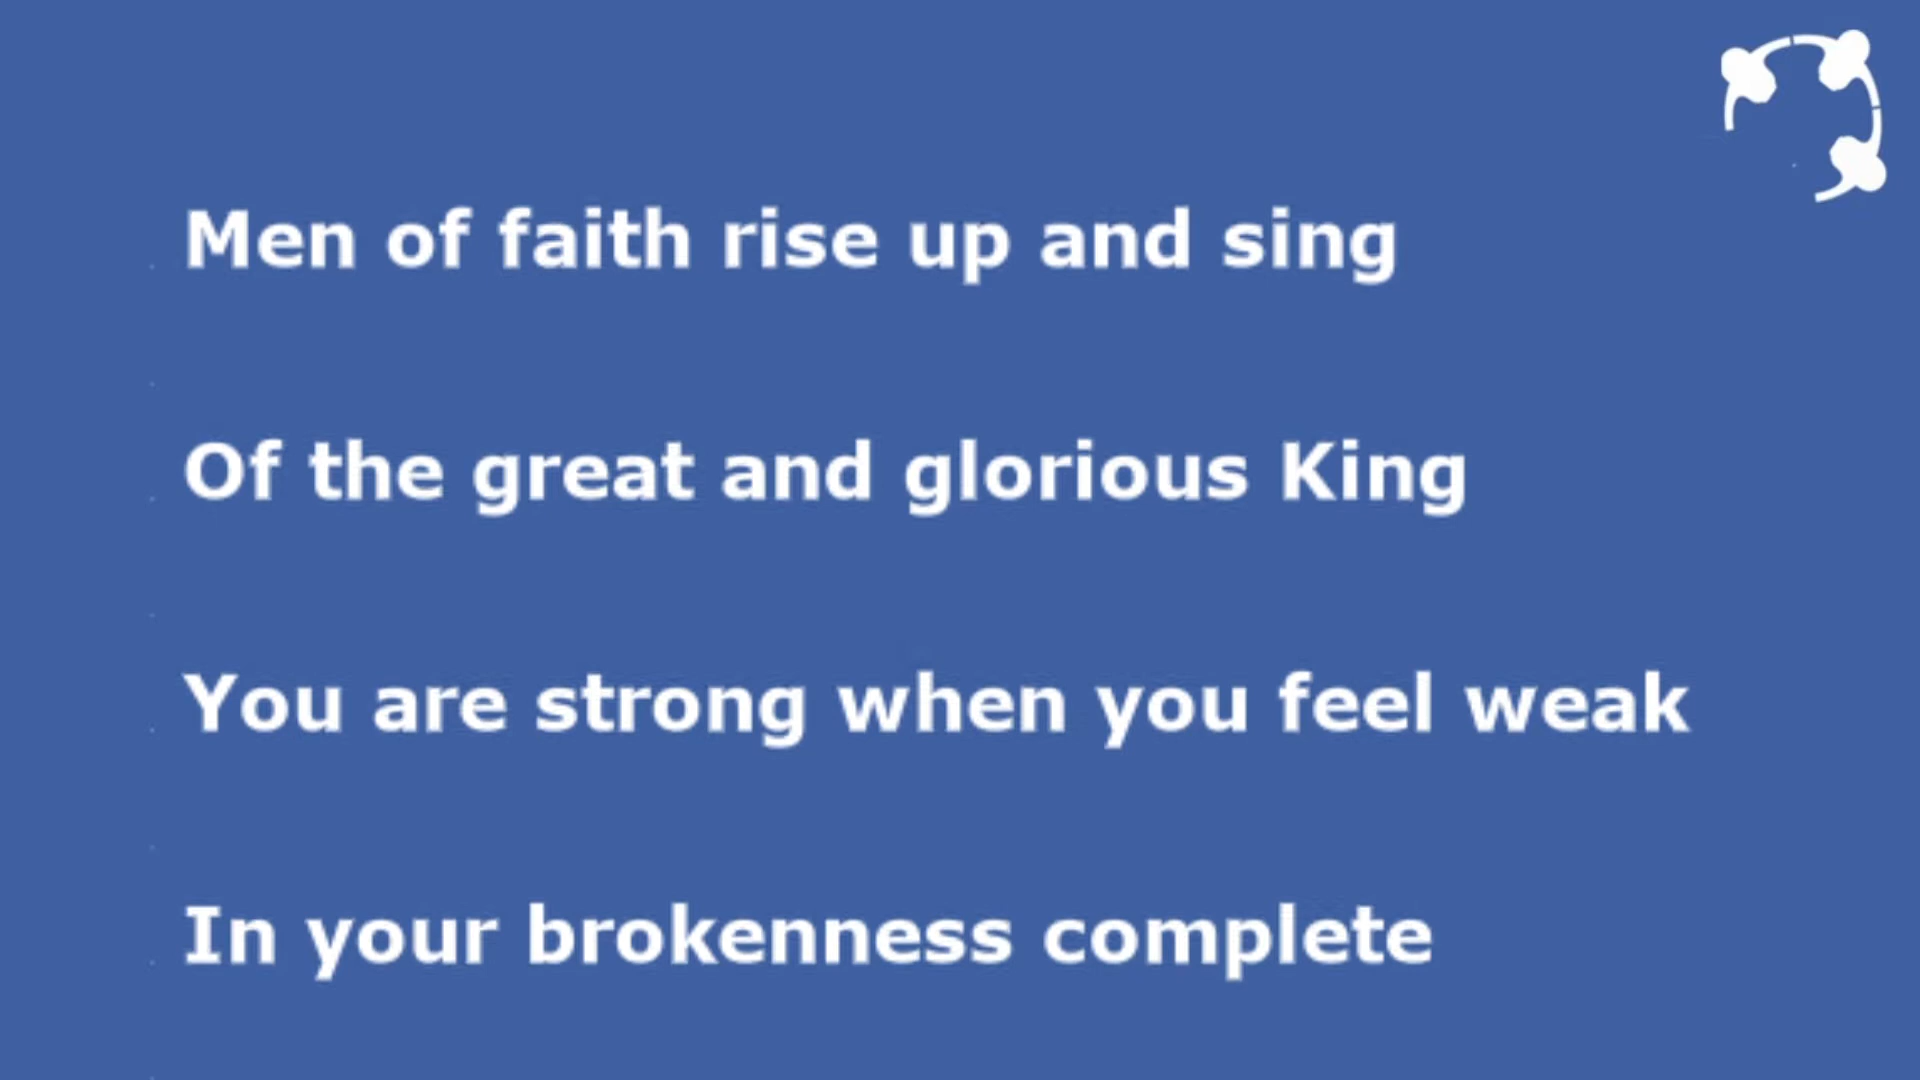 Men of faith rise up and sing
Of the great and glorious King
You are strong when you feel weak
In your brokenness complete